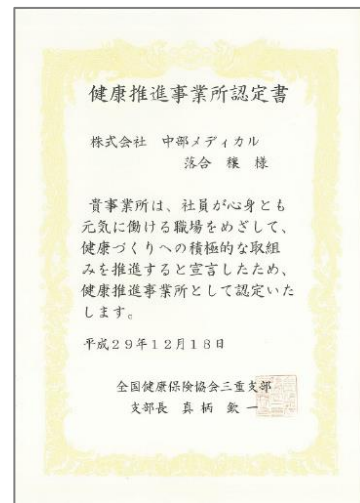 健康推進事業所認定書
株式会社 中部メディカル
落合 穣 様
貴事業所は、社員が心身とも
元気に働ける職場をめざして、
健康づくりへの積極的な取組
みを推進すると宣言したため、
健康推進事業所として認定いた
します。
平成29年12月18日
全国健康保険協会三重支部
支部長 真柄 欽一